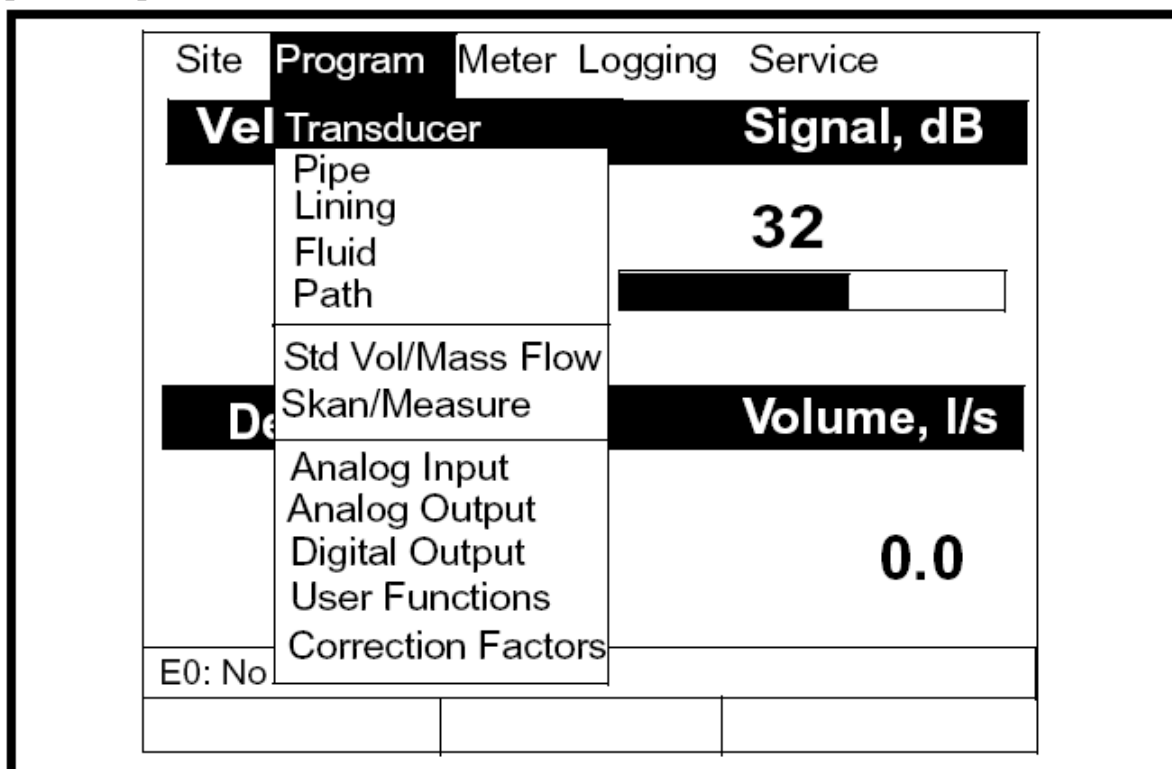 Site Program Meter Logging Service
Vel Transducer Signal, dB
Pipe
Lining
32
Fluid
Path
Std Vol/Mass Flow
Skan/Measure
De Volume, l/s
Analog Input
Analog Output
Digital Output
0.0
User Functions
Correction Factors
E0: No